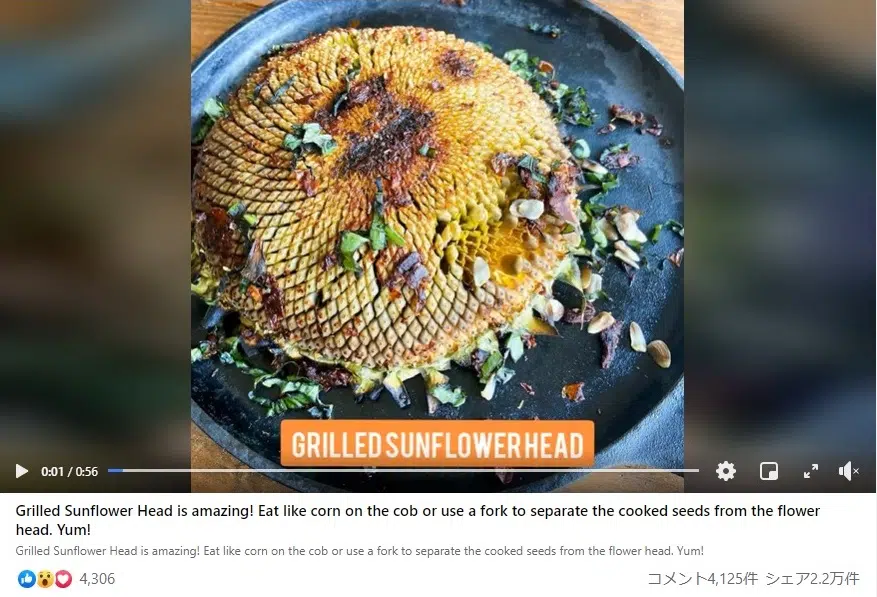 GRILLED SUNFLOWER HEAD
0:01 / 0:56
Grilled Sunflower Head is amazing! Eat like corn on the cob or use a fork to separate the cooked seeds from the flower
head. Yum!
Grilled Sunflower Head is amazing! Eat like corn on the cob or use a fork to separate the cooked seeds from the flower head. Yum!
4,306 コメント4,125件 シェア2.2万件